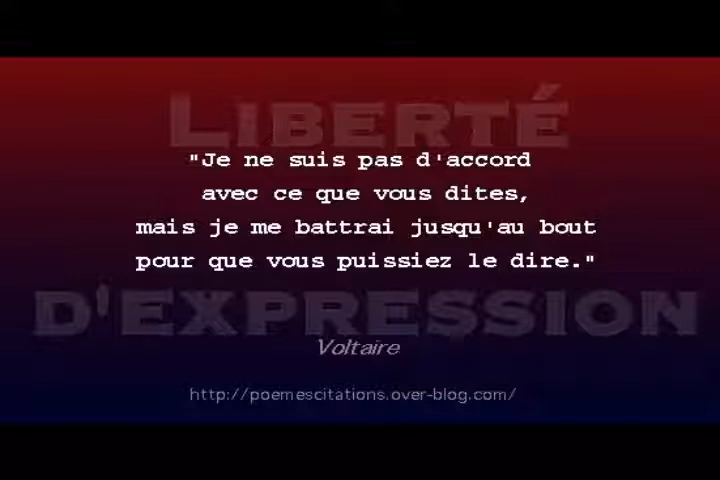 LIBERTÉ
"Je ne suis pas d'accord
avec ce que vous dites,
mais je me battrai jusqu'au bout
pour que vous puissiez le dire."
D'EXPRESSION
Voltaire
http://poemescitations.over-blog.com/